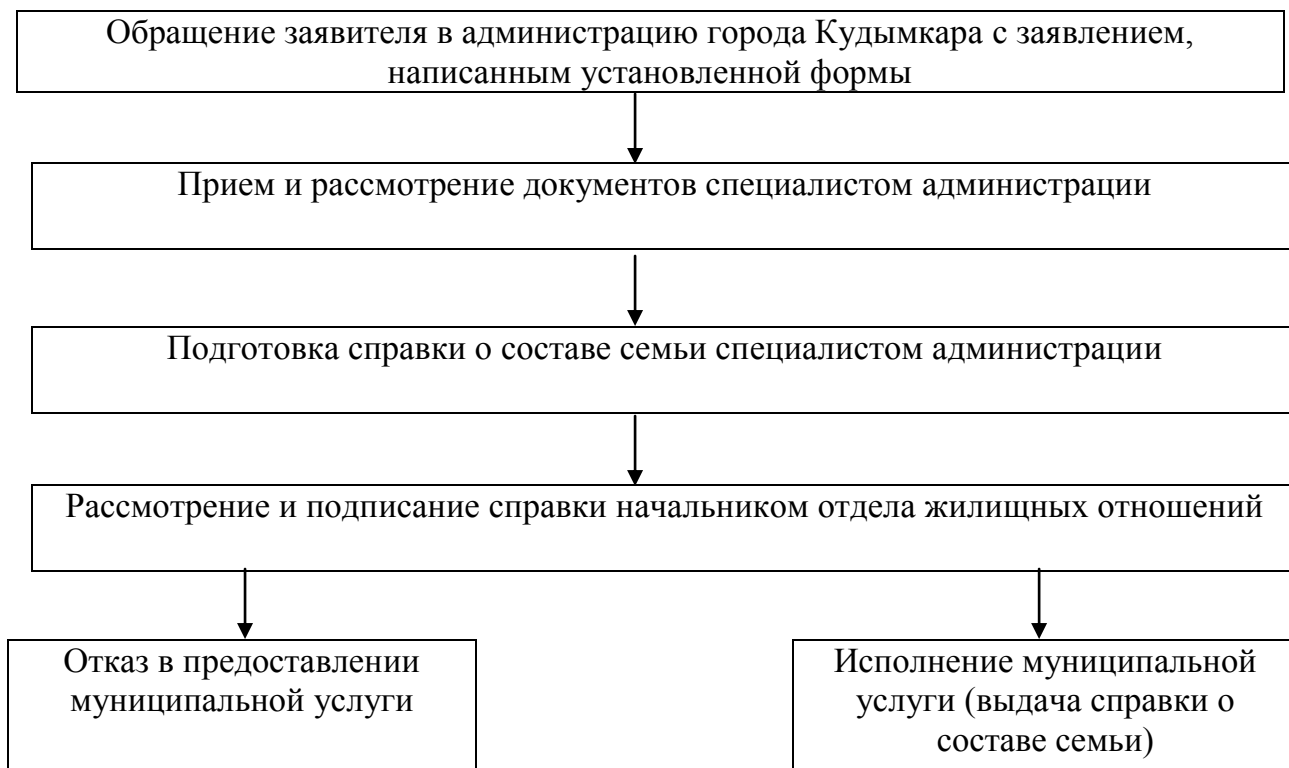 Обращение заявителя в администрацию города Кудымкара с заявлением,
написанным установленной формы
Прием и рассмотрение документов специалистом администрации
Подготовка справки о составе семьи специалистом администрации
Рассмотрение и подписание справки начальником отдела жилищных отношений
Отказ в предоставлении
муниципальной услуги
Исполнение муниципальной
услуги (выдача справки о
составе семьи)